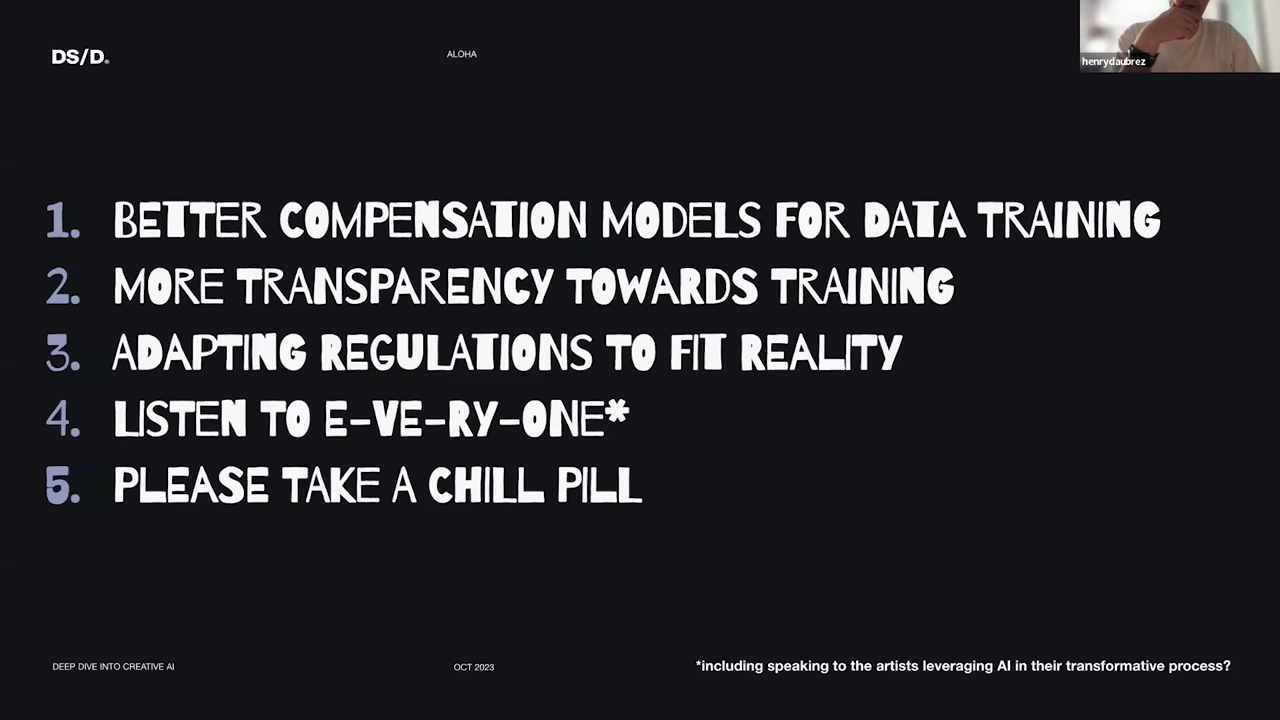 DS/D®
ALOHA
henrydaubrez
1. BETTER COMPENSATION MODELS FOR DATA TRAINING
2. MORE TRANSPARENCY TOWARDS TRAINING
3. ADAPTING REGULATIONS TO FIT REALITY
4. LISTEN TO E-VE-RY-ONE*
5. PLEASE TAKE A CHILL PILL
DEEP DIVE INTO CREATIVE AI
OCT 2023
*including speaking to the artists leveraging AI in their transformative process?